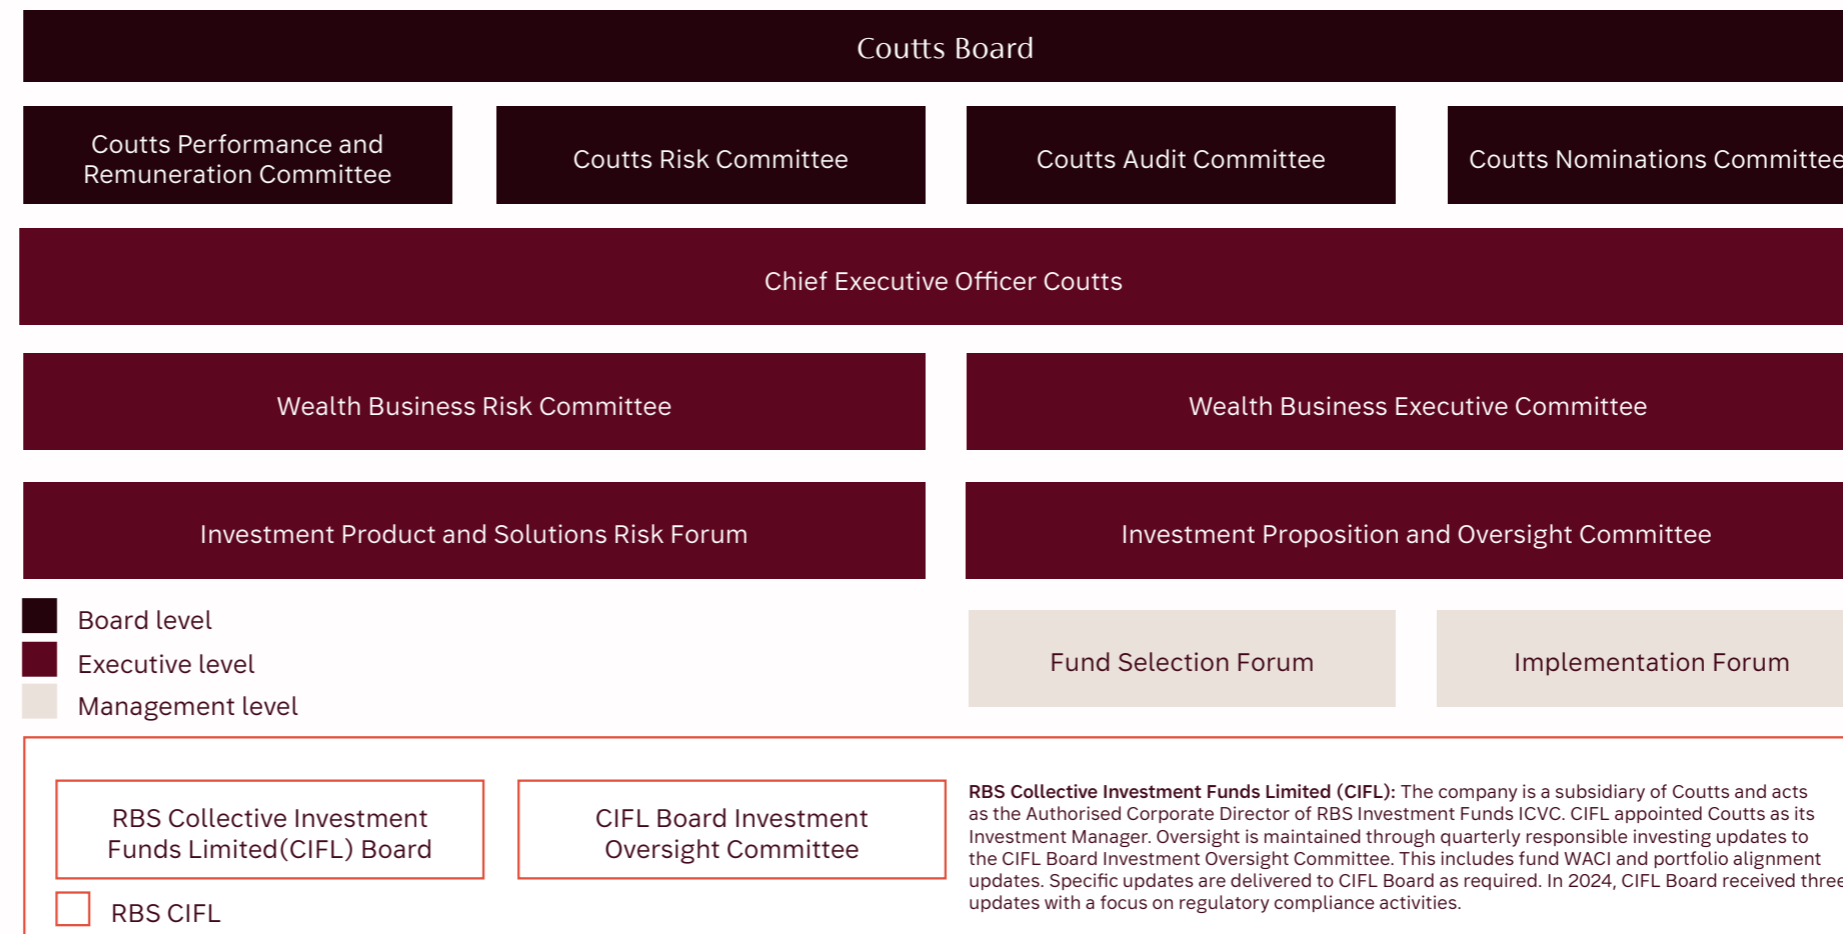 Coutts Board
Coutts Performance and
Remuneration Committee
Coutts Risk Committee
Coutts Audit Committee
Coutts Nominations Committee
Chief Executive Officer Coutts
Wealth Business Risk Committee
Wealth Business Executive Committee
Investment Product and Solutions Risk Forum
Investment Proposition and Oversight Committee
Board level
Executive level
Management level
Fund Selection Forum
Implementation Forum
RBS Collective Investment
Funds Limited(CIFL) Board
CIFL Board Investment
Oversight Committee
RBS CIFL
RBS Collective Investment Funds Limited (CIFL): The company is a subsidiary of Coutts and acts
as the Authorised Corporate Director of RBS Investment Funds ICVC. CIFL appointed Coutts as its
Investment Manager. Oversight is maintained through quarterly responsible investing updates to
the CIFL Board Investment Oversight Committee. This includes fund WACI and portfolio alignment
updates. Specific updates are delivered to CIFL Board as required. In 2024, CIFL Board received three
updates with a focus on regulatory compliance activities.